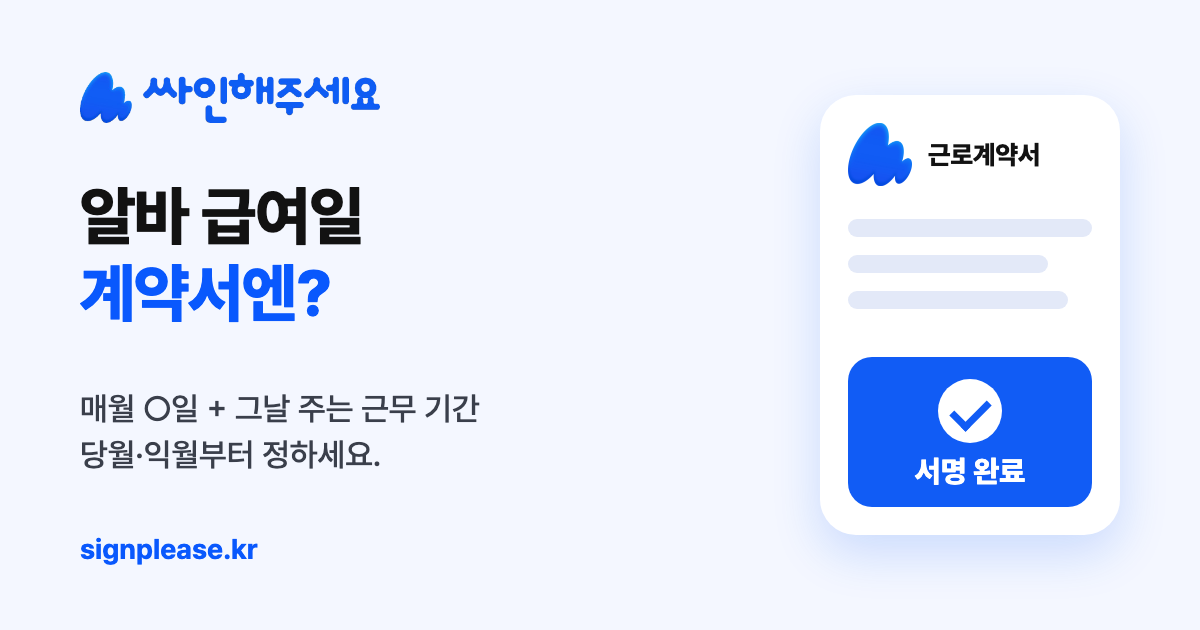 싸인해주세요
알바 급여일
계약서엔?
매월 ○일 + 그날 주는 근무 기간
당월·익월부터 정하세요.
signplease.kr
근로계약서
서명 완료